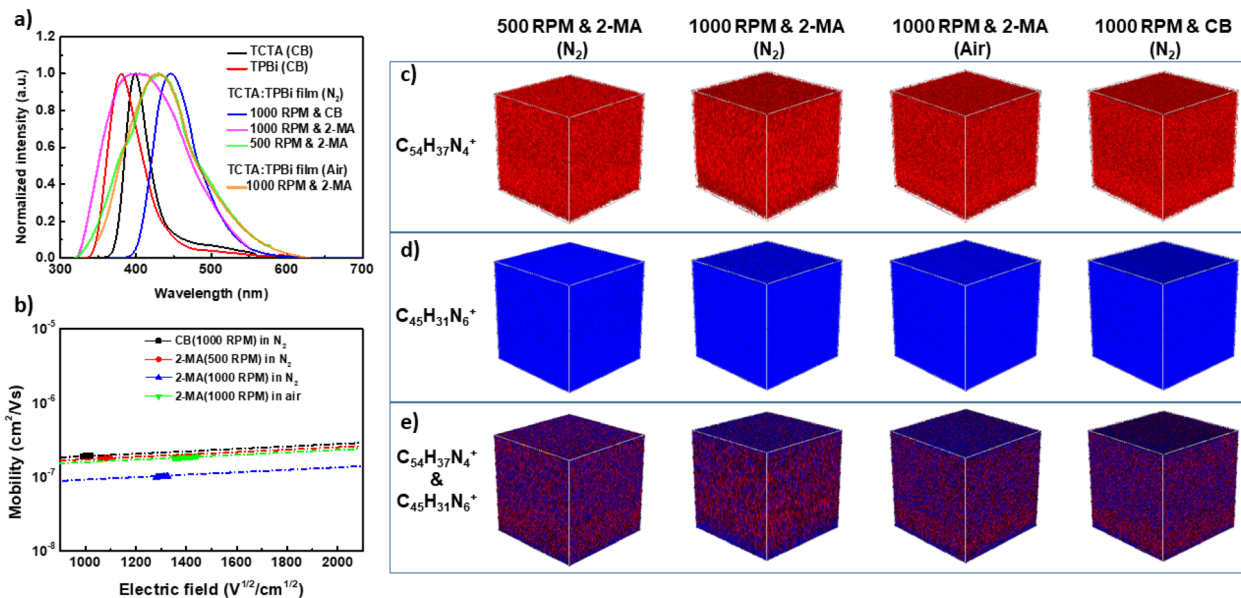 a)
1.2
1.0
0.8
0.6
0.4
0.2
0.0
Normalized intensity (a.u.)
TCTA (CB)
TPBi (CB)
TCTA:TPBi film (N₂)
1000 RPM & CB
1000 RPM & 2-MA
500 RPM & 2-MA
TCTA:TPBi film (Air)
1000 RPM & 2-MA
300 400 500 600 700
Wavelength (nm)
b)
10⁻⁵
10⁻⁶
10⁻⁷
10⁻⁸
Mobility (cm²/Vs)
CB(1000 RPM) in N₂
2-MA(500 RPM) in N₂
2-MA(1000 RPM) in N₂
2-MA(1000 RPM) in air
1000 1200 1400 1600 1800 2000
Electric field (V¹/²/cm¹/²)
500 RPM & 2-MA
(N₂)
1000 RPM & 2-MA
(N₂)
1000 RPM & 2-MA
(Air)
1000 RPM & CB
(N₂)
c)
C₅₄H₃₇N₄⁺
d)
C₄₅H₃₁N₆⁺
e)
C₅₄H₃₇N₄⁺
&
C₄₅H₃₁N₆⁺